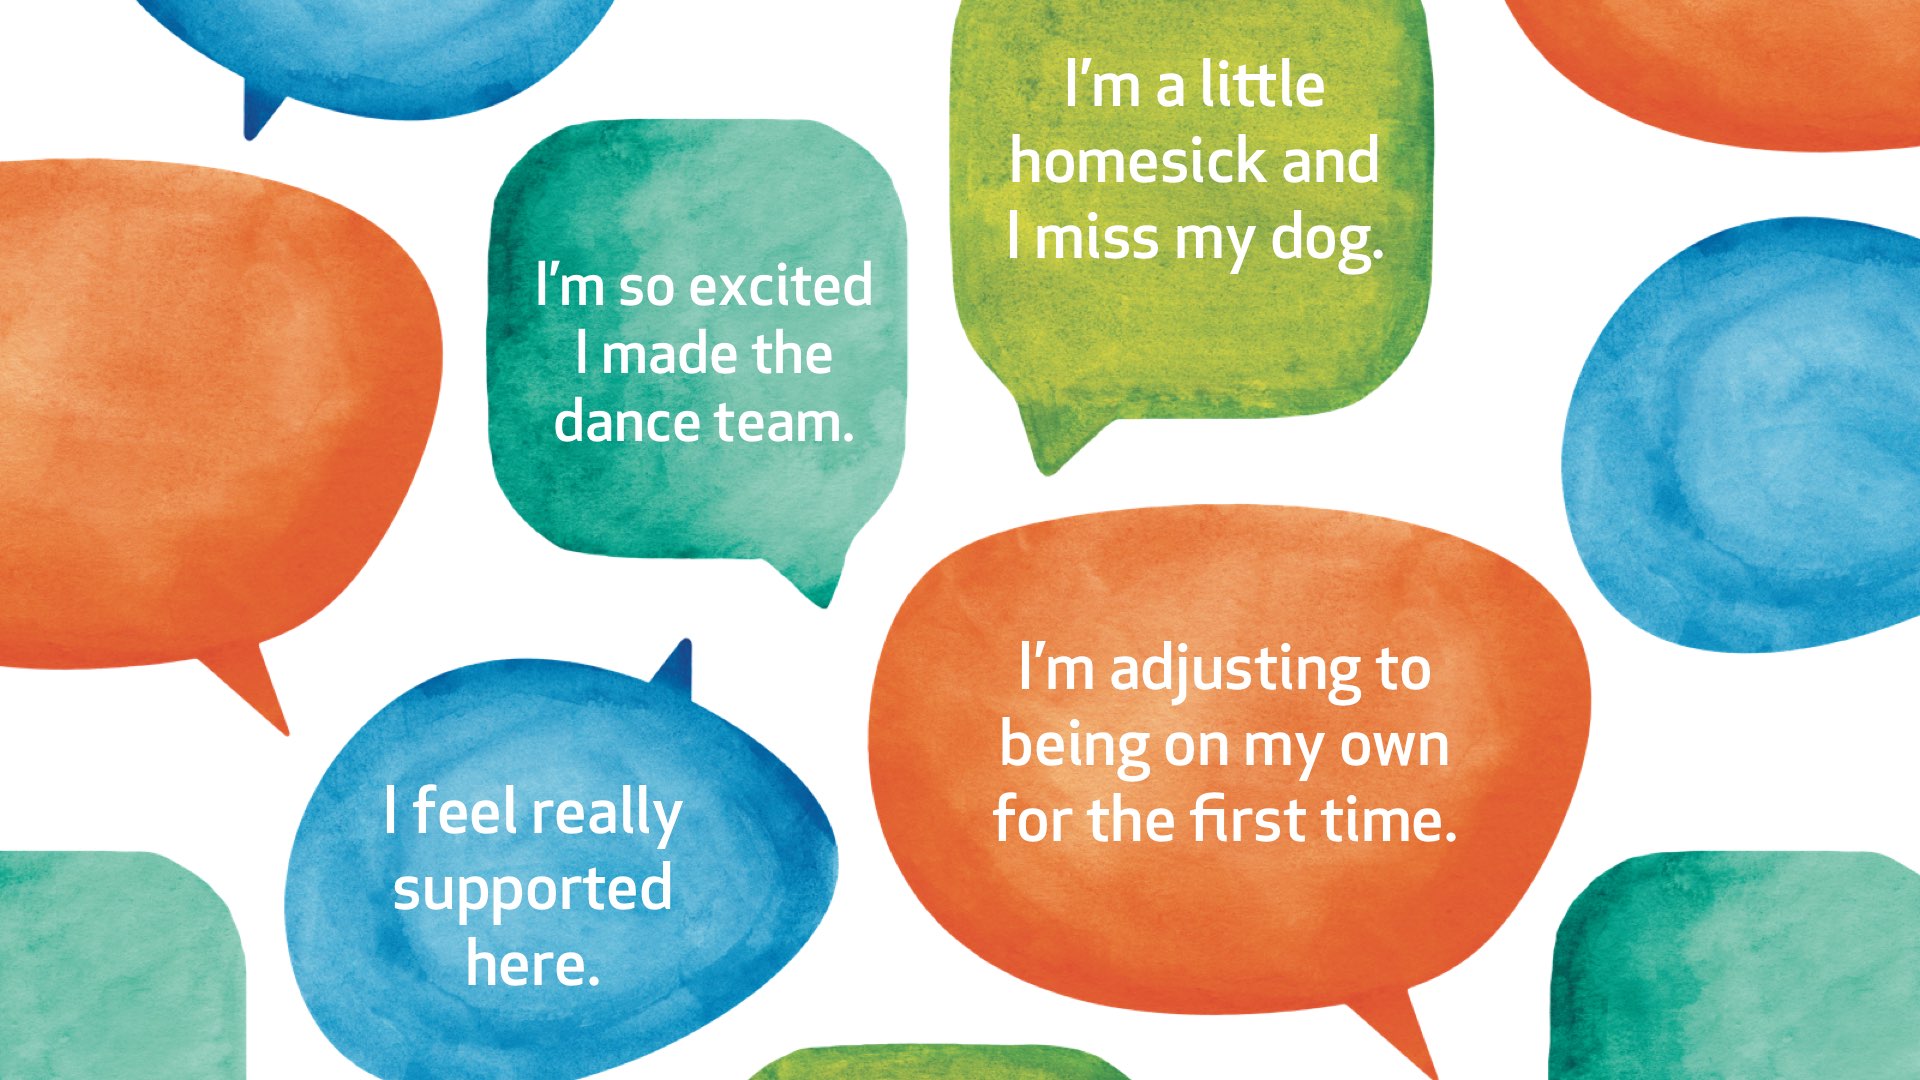 I'm a little
homesick and
I miss my dog.
I'm so excited
I made the
dance team.
I'm adjusting to
being on my own
for the first time.
I feel really
supported
here.